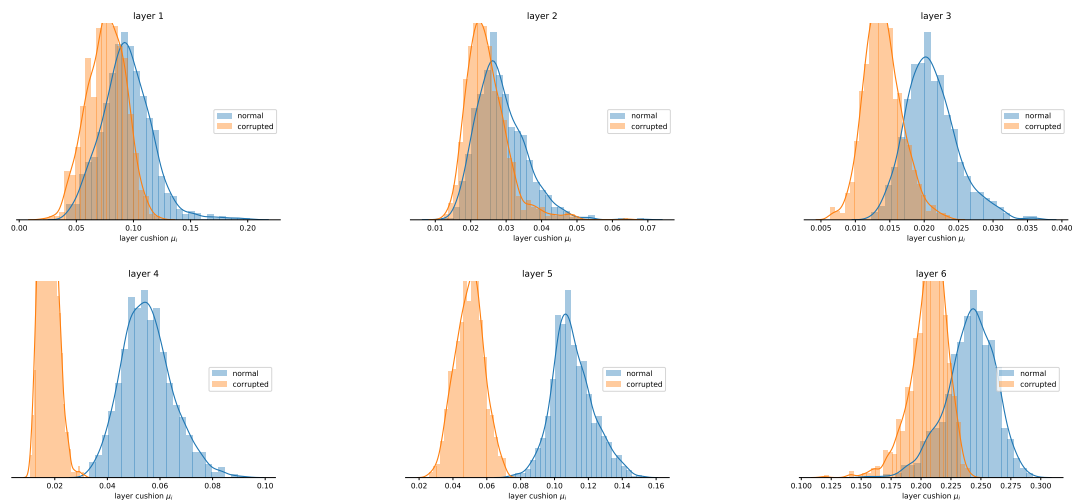 layer 1
normal
corrupted
0.00 0.05 0.10 0.15 0.20
layer cushion μᵢ
layer 2
normal
corrupted
0.01 0.02 0.03 0.04 0.05 0.06 0.07
layer cushion μᵢ
layer 3
normal
corrupted
0.005 0.010 0.015 0.020 0.025 0.030 0.035 0.040
layer cushion μᵢ
layer 4
normal
corrupted
0.02 0.04 0.06 0.08 0.10
layer cushion μᵢ
layer 5
normal
corrupted
0.02 0.04 0.06 0.08 0.10 0.12 0.14 0.16
layer cushion μᵢ
layer 6
normal
corrupted
0.100 0.125 0.150 0.175 0.200 0.225 0.250 0.275 0.300
layer cushion μᵢ